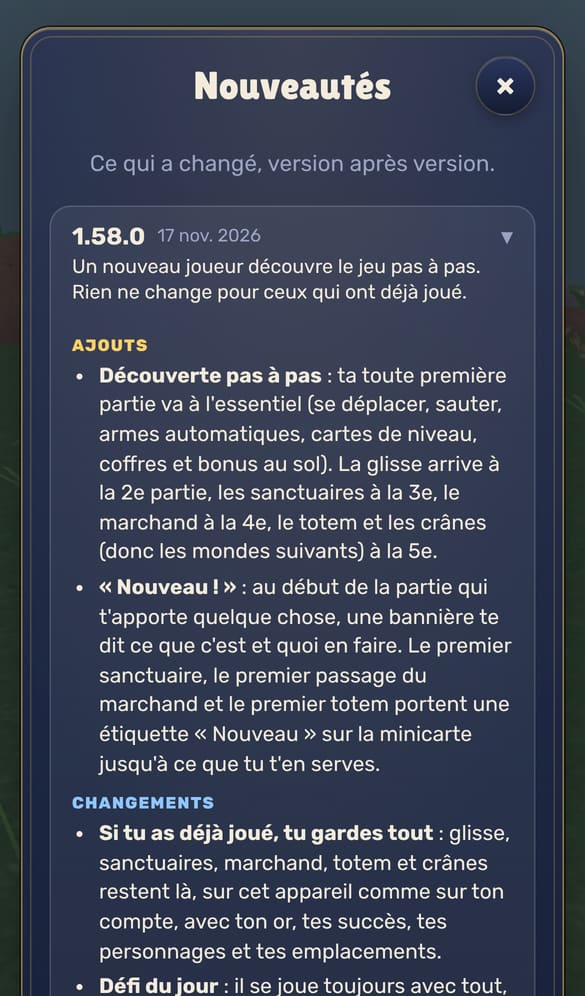 Nouveautés
Ce qui a changé, version après version.
1.58.0 17 nov. 2026 ▼
Un nouveau joueur découvre le jeu pas à pas.
Rien ne change pour ceux qui ont déjà joué.
AJOUTS
• Découverte pas à pas : ta toute première
partie va à l'essentiel (se déplacer, sauter,
armes automatiques, cartes de niveau,
coffres et bonus au sol). La glisse arrive à
la 2e partie, les sanctuaires à la 3e, le
marchand à la 4e, le totem et les crânes
(donc les mondes suivants) à la 5e.
• « Nouveau ! » : au début de la partie qui
t'apporte quelque chose, une bannière te
dit ce que c'est et quoi en faire. Le premier
sanctuaire, le premier passage du
marchand et le premier totem portent une
étiquette « Nouveau » sur la minicarte
jusqu'à ce que tu t'en serves.
CHANGEMENTS
• Si tu as déjà joué, tu gardes tout : glisse,
sanctuaires, marchand, totem et crânes
restent là, sur cet appareil comme sur ton
compte, avec ton or, tes succès, tes
personnages et tes emplacements.
• Défi du jour : il se joue toujours avec tout,